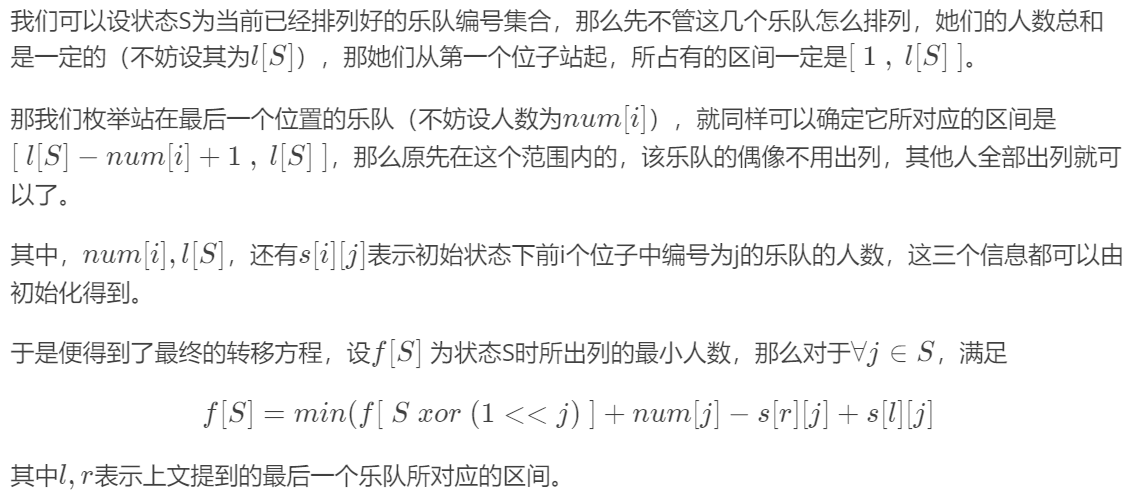 我们可以设状态S为当前已经排列好的乐队编号集合，那么先不管这几个乐队怎么排列，她们的人数总和
是一定的（不妨设其为l[S]），那她们从第一个位子站起，所占有的区间一定是[ 1 , l[S] ]。
那我们枚举站在最后一个位置的乐队（不妨设人数为num[i]），就同样可以确定它所对应的区间是
[ l[S] − num[i] + 1 , l[S] ]，那么原先在这个范围内的，该乐队的偶像不用出列，其他人全部出列就可
以了。
其中，num[i], l[S]，还有s[i][j]表示初始状态下前i个位子中编号为j的乐队的人数，这三个信息都可以由
初始化得到。
于是便得到了最终的转移方程，设f[S] 为状态S时所出列的最小人数，那么对于∀j ∈ S，满足
f[S] = min(f[ S xor (1 << j) ] + num[j] − s[r][j] + s[l][j]
其中l, r表示上文提到的最后一个乐队所对应的区间。